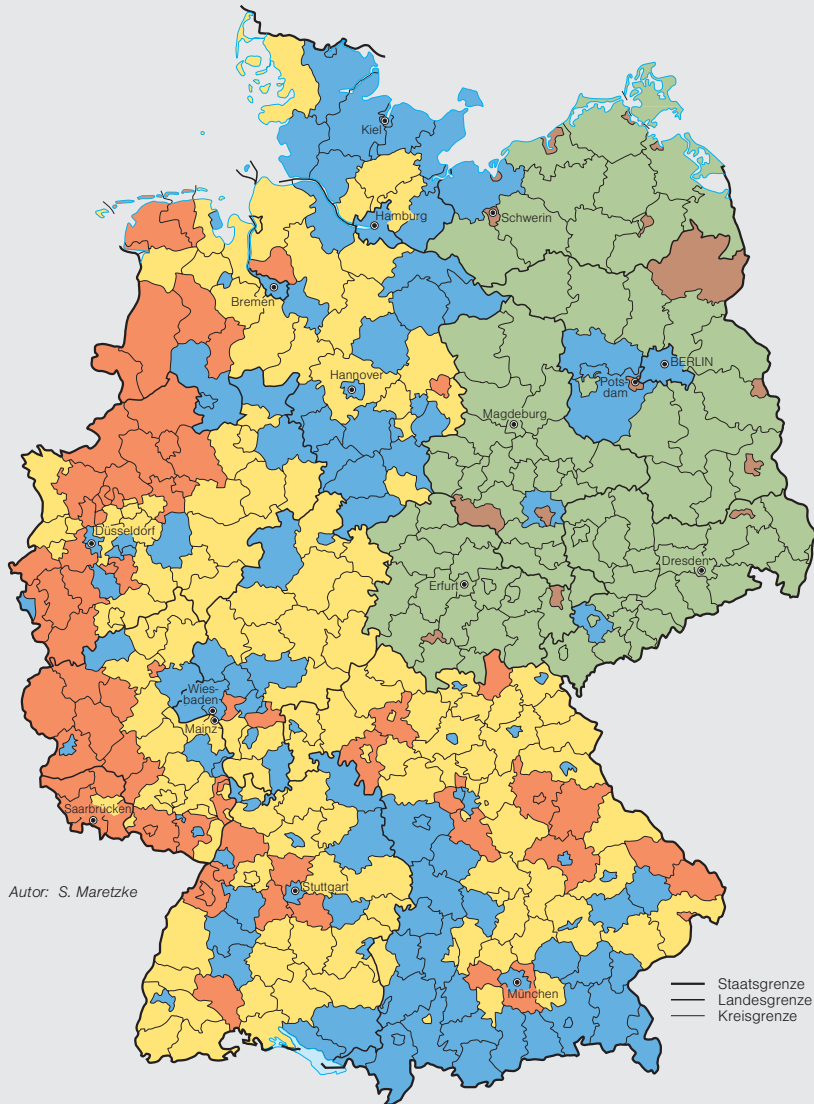 Kiel
Hamburg
Schwerin
Bremen
BERLIN
Hannover
Pots-
dam
Magdeburg
Düsseldorf
Dresden
Erfurt
Wies-
baden
Mainz
Saarbrücken
Autor: S. Maretzke
Stuttgart
München
Staatsgrenze
Landesgrenze
Kreisgrenze